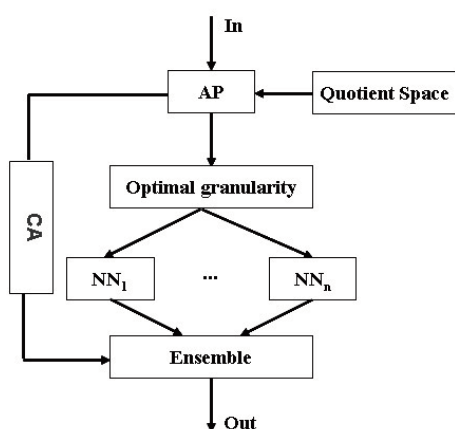 In
AP
Quotient Space
Optimal granularity
CA
NN₁
...
NNₙ
Ensemble
Out